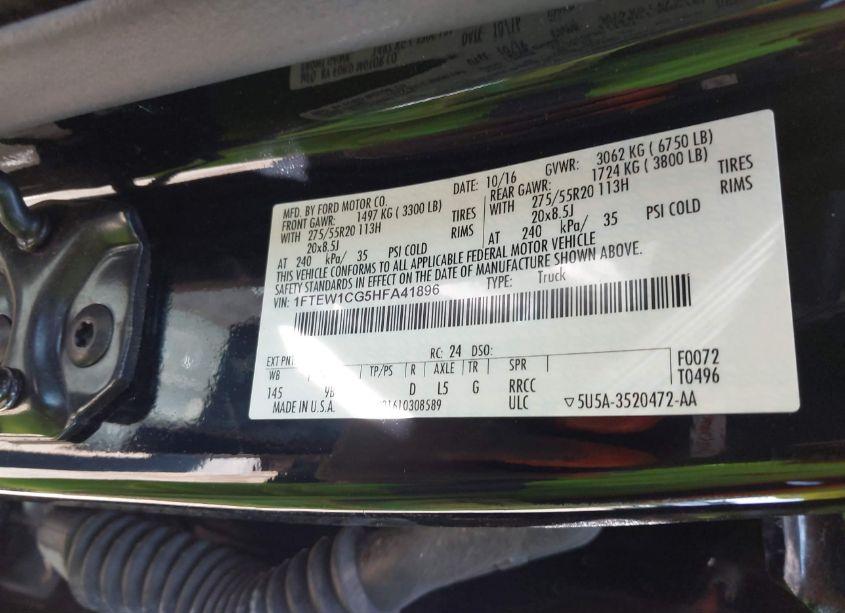 MFD. BY FORD MOTOR CO.
DATE: 10/16 GVWR: 3062 KG ( 6750 LB)
FRONT GAWR: 1497 KG ( 3300 LB) REAR GAWR: 1724 KG ( 3800 LB)
WITH 275/55R20 113H TIRES WITH 275/55R20 113H TIRES
20x8.5J RIMS 20x8.5J RIMS
AT 240 kPa/ 35 PSI COLD AT 240 kPa/ 35 PSI COLD
THIS VEHICLE CONFORMS TO ALL APPLICABLE FEDERAL MOTOR VEHICLE
SAFETY STANDARDS IN EFFECT ON THE DATE OF MANUFACTURE SHOWN ABOVE.
VIN: 1FTEW1CG5HFA41896 TYPE: Truck
EXT PNT RC: 24 DSO: F0072
WB TP/PS R AXLE TR SPR T0496
145 9B D L5 G RRCC
MADE IN U.S.A. 1610308589 ULC ▽5U5A-3520472-AA